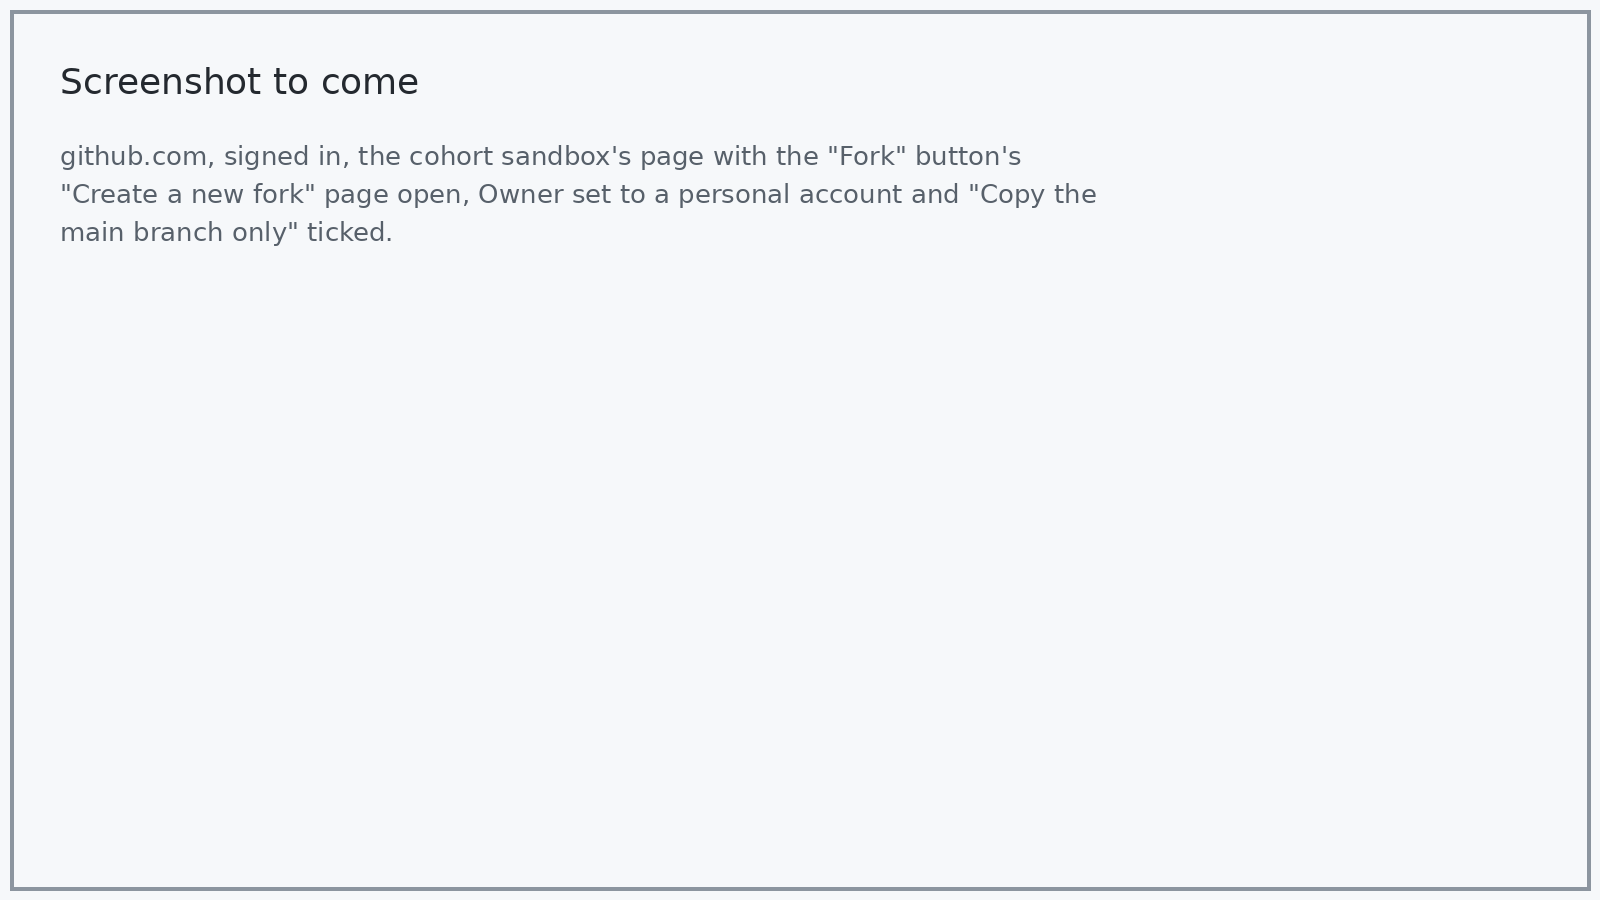 Screenshot to come
github.com, signed in, the cohort sandbox's page with the "Fork" button's
"Create a new fork" page open, Owner set to a personal account and "Copy the
main branch only" ticked.